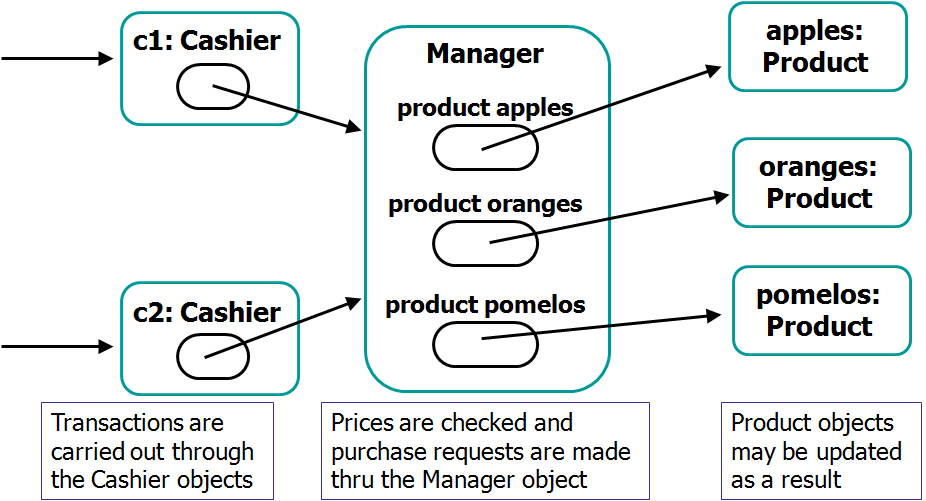 c1: Cashier
c2: Cashier
Manager
product apples
product oranges
product pomelos
apples:
Product
oranges:
Product
pomelos:
Product
Transactions are
carried out through
the Cashier objects
Prices are checked and
purchase requests are made
thru the Manager object
Product objects
may be updated
as a result